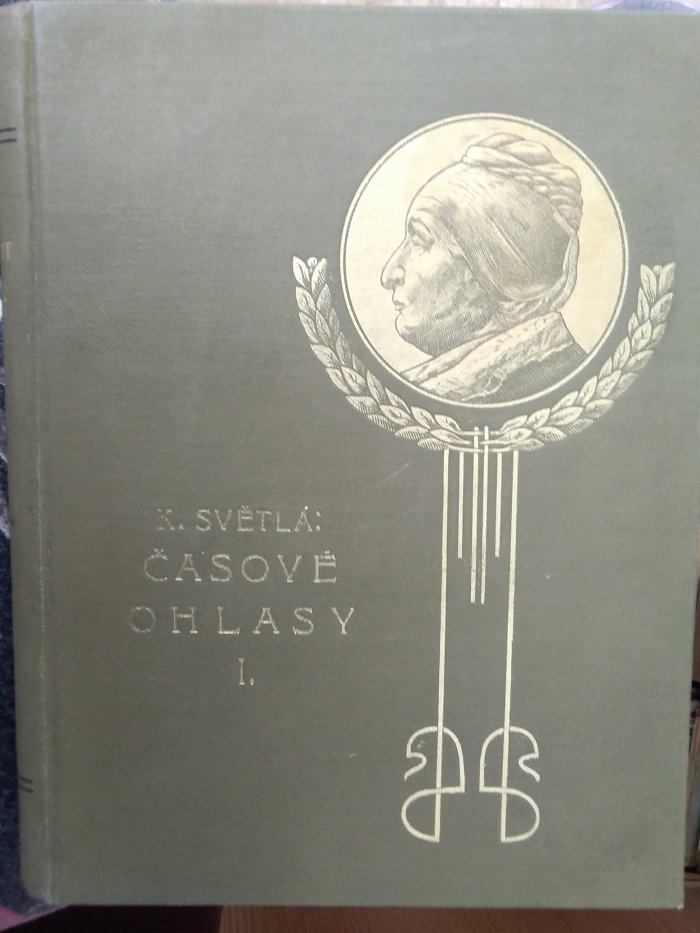 K. SVĚTLÁ:
ČASOVÉ
OHLASY
I.